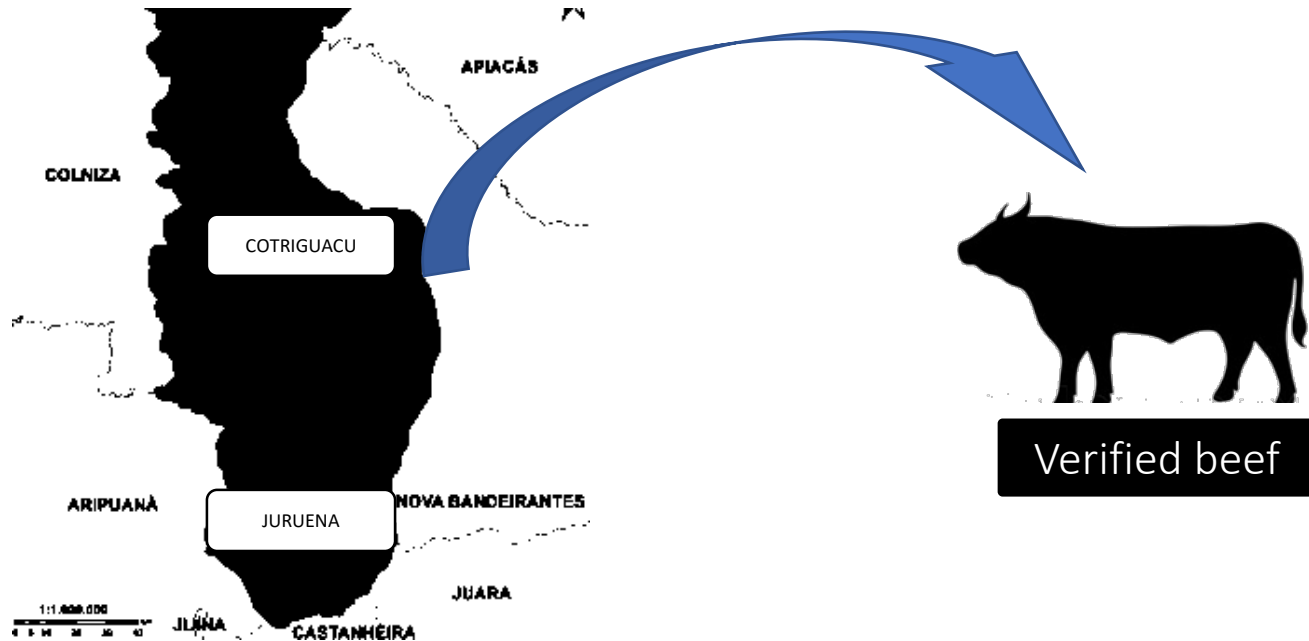 APIACÁS
COLNIZA
COTRIGUACU
Verified beef
ARIPUANÃ
NOVA BANDEIRANTES
JURUENA
JUARA
CASTANHEIRA